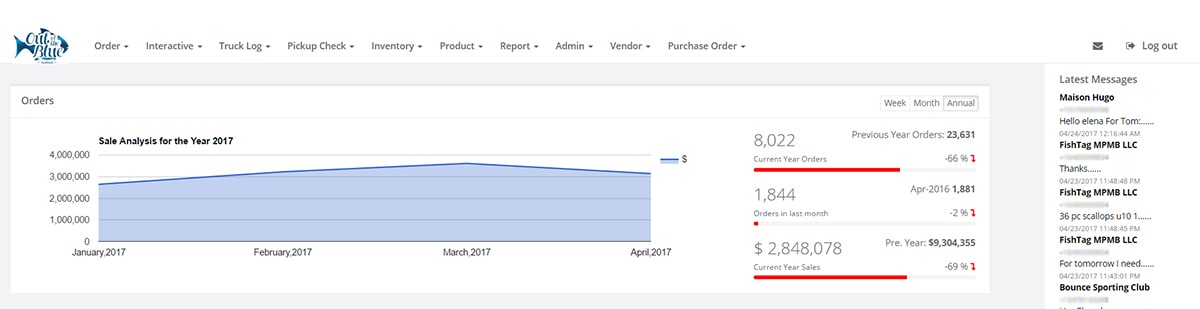 Out of the Blue
Order Interactive Truck Log Pickup Check Inventory Product Report Admin Vendor Purchase Order Log out
Orders
Week Month Annual
Sale Analysis for the Year 2017
4,000,000
3,000,000
2,000,000
1,000,000
0
January,2017 February,2017 March,2017 April,2017
$
8,022 Previous Year Orders: 23,631
Current Year Orders -66 %
1,844 Apr-2016 1,881
Orders in last month -2 %
$ 2,848,078 Pre. Year: $9,304,355
Current Year Sales -69 %
Latest Messages
Maison Hugo
Hello elena For Tom:......
04/24/2017 12:16:44 AM
FishTag MPMB LLC
Thanks......
04/23/2017 11:48:48 PM
FishTag MPMB LLC
36 pc scallops u10 1......
04/23/2017 11:48:45 PM
FishTag MPMB LLC
For tomorrow I need......
04/23/2017 11:43:01 PM
Bounce Sporting Club